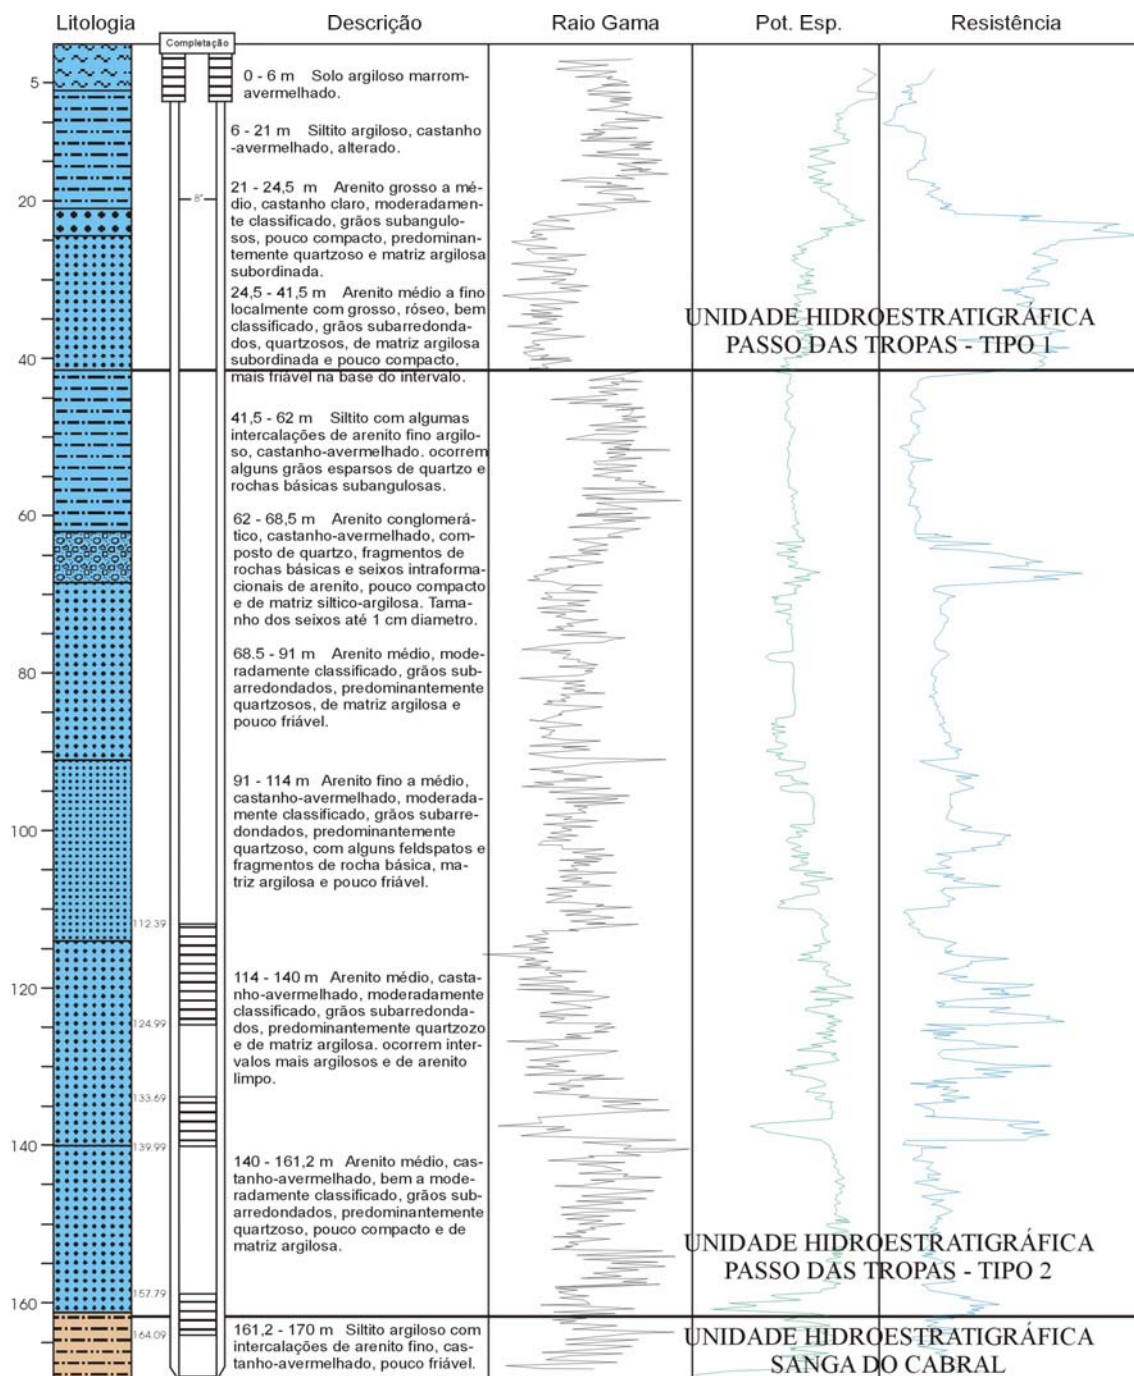 Litologia
Descrição
Raio Gama
Pot. Esp.
Resistência
Completação
5
20
40
60
80
100
120
140
160
8"
112.39
124.99
133.69
139.99
157.79
164.09
0 - 6 m Solo argiloso marrom-
avermelhado.
6 - 21 m Siltito argiloso, castanho
-avermelhado, alterado.
21 - 24,5 m Arenito grosso a mé-
dio, castanho claro, moderadamen-
te classificado, grãos subangulo-
sos, pouco compacto, predominan-
temente quartzoso e matriz argilosa
subordinada.
24,5 - 41,5 m Arenito médio a fino
localmente com grosso, róseo, bem
classificado, grãos subarredonda-
dos, quartzosos, de matriz argilosa
subordinada e pouco compacto,
mais friável na base do intervalo.
UNIDADE HIDROESTRATIGRÁFICA
PASSO DAS TROPAS - TIPO 1
41,5 - 62 m Siltito com algumas
intercalações de arenito fino argilo-
so, castanho-avermelhado. ocorrem
alguns grãos esparsos de quartzo e
rochas básicas subangulosas.
62 - 68,5 m Arenito conglomerá-
tico, castanho-avermelhado, com-
posto de quartzo, fragmentos de
rochas básicas e seixos intraforma-
cionais de arenito, pouco compacto
e de matriz siltico-argilosa. Tama-
nho dos seixos até 1 cm diametro.
68.5 - 91 m Arenito médio, mode-
radamente classificado, grãos sub-
arredondados, predominantemente
quartzosos, de matriz argilosa e
pouco friável.
91 - 114 m Arenito fino a médio,
castanho-avermelhado, moderada-
mente classificado, grãos subarre-
dondados, predominantemente
quartzoso, com alguns feldspatos e
fragmentos de rocha básica, ma-
triz argilosa e pouco friável.
114 - 140 m Arenito médio, casta-
nho-avermelhado, moderadamente
classificado, grãos subarredonda-
dos, predominantemente quartzozo
e de matriz argilosa. ocorrem inter-
valos mais argilosos e de arenito
limpo.
140 - 161,2 m Arenito médio, cas-
tanho-avermelhado, bem a mode-
radamente classificado, grãos sub-
arredondados, predominantemente
quartzoso, pouco compacto e de
matriz argilosa.
UNIDADE HIDROESTRATIGRÁFICA
PASSO DAS TROPAS - TIPO 2
161,2 - 170 m Siltito argiloso com
intercalações de arenito fino, cas-
tanho-avermelhado, pouco friável.
UNIDADE HIDROESTRATIGRÁFICA
SANGA DO CABRAL